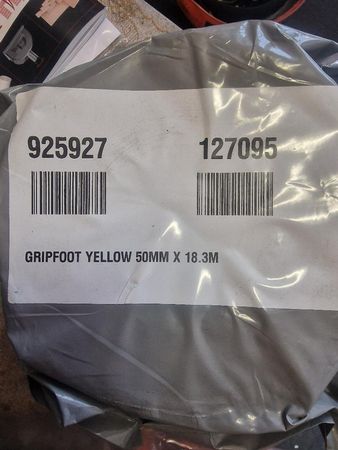 925927 127095
GRIPFOOT YELLOW 50MM X 18.3M